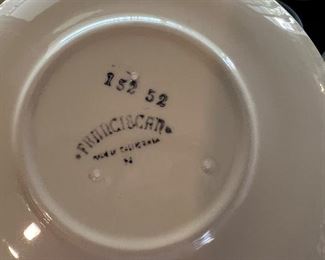 152 52
• FRANCISCAN •
MADE IN CALIFORNIA